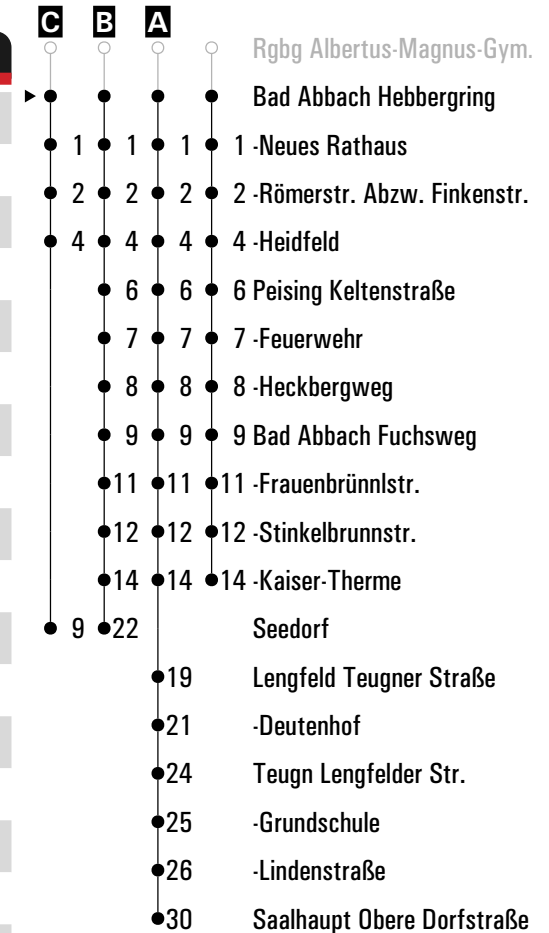 C B A
Rgbg Albertus-Magnus-Gym.
Bad Abbach Hebbergring
1 1 1 1 -Neues Rathaus
2 2 2 2 -Römerstr. Abzw. Finkenstr.
4 4 4 4 -Heidfeld
6 6 6 Peising Keltenstraße
7 7 7 -Feuerwehr
8 8 8 -Heckbergweg
9 9 9 Bad Abbach Fuchsweg
11 11 11 -Frauenbrünnlstr.
12 12 12 -Stinkelbrunnstr.
14 14 14 -Kaiser-Therme
9 22 Seedorf
19 Lengfeld Teugner Straße
21 -Deutenhof
24 Teugn Lengfelder Str.
25 -Grundschule
26 -Lindenstraße
30 Saalhaupt Obere Dorfstraße